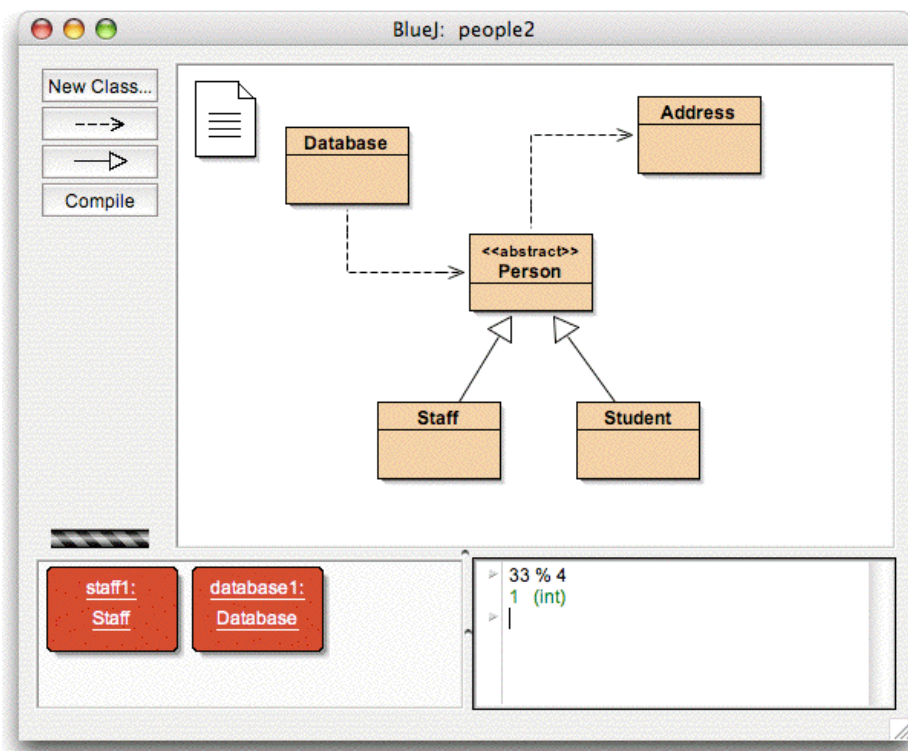 BlueJ: people2
New Class...
Compile
Database
Address
<<abstract>>
Person
Staff
Student
staff1:
Staff
database1:
Database
33 % 4
1 (int)